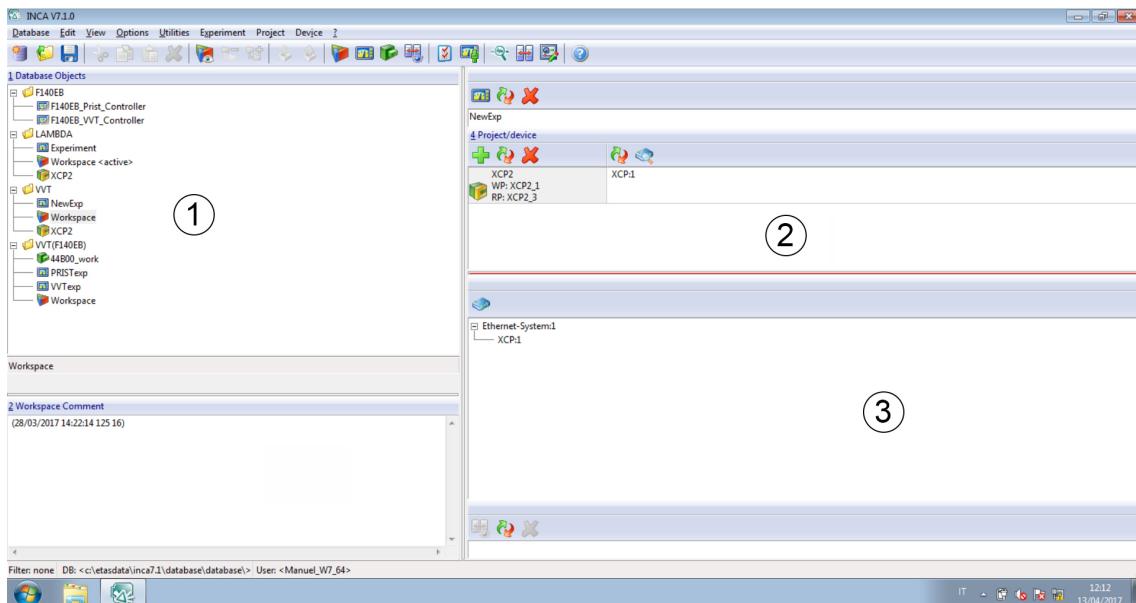 INCA V7.1.0
Database Edit View Options Utilities Experiment Project Device ?
1 Database Objects
F140EB
F140EB_Prist_Controller
F140EB_VVT_Controller
LAMBDA
Experiment
Workspace <active>
XCP2
VVT
NewExp
Workspace
XCP2
VVT(F140EB)
44B00_work
PRISTexp
VVTexp
Workspace
1
Workspace
2 Workspace Comment
(28/03/2017 14:22:14 125 16)
NewExp
4 Project/device
XCP2
WP: XCP2_1
RP: XCP2_3
XCP:1
2
Ethernet-System:1
XCP:1
3
Filter: none DB: <c:\etasdata\inca7.1\database\database\> User: <Manuel_W7_64>
IT
12:12
13/04/2017